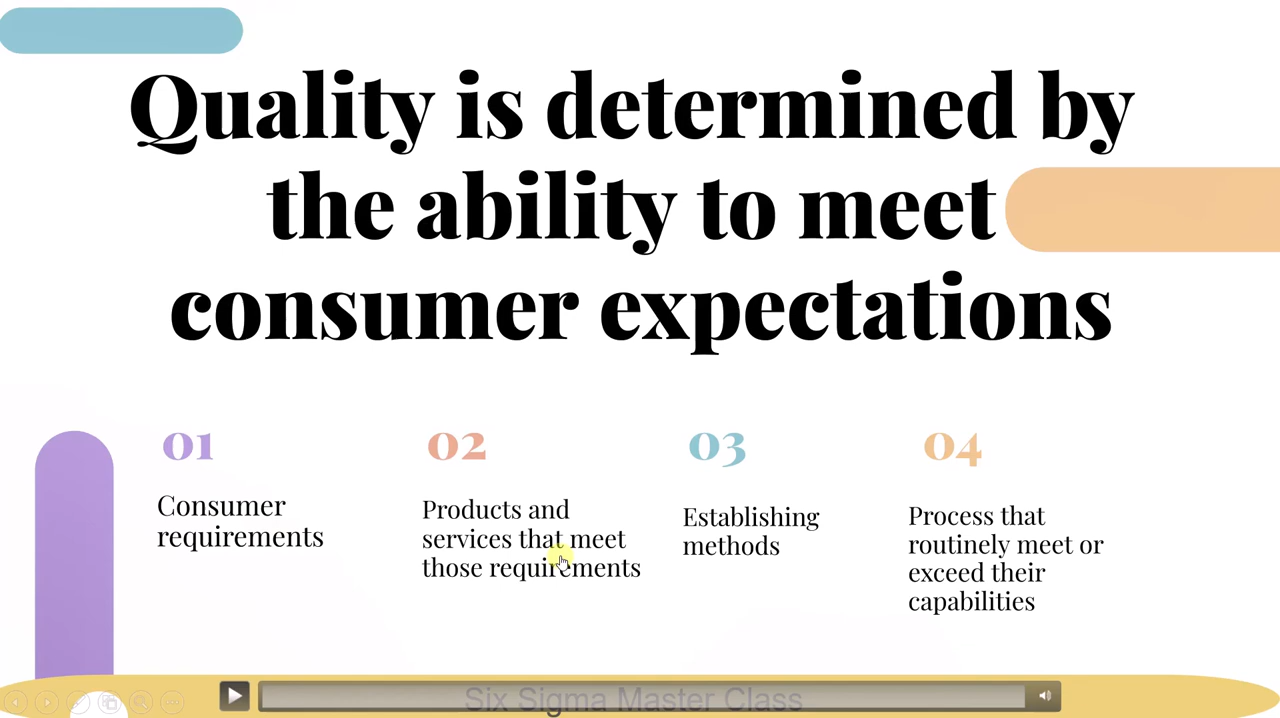 Quality is determined by
the ability to meet
consumer expectations
01
Consumer
requirements
02
Products and
services that meet
those requirements
03
Establishing
methods
04
Process that
routinely meet or
exceed their
capabilities
Six Sigma Master Class